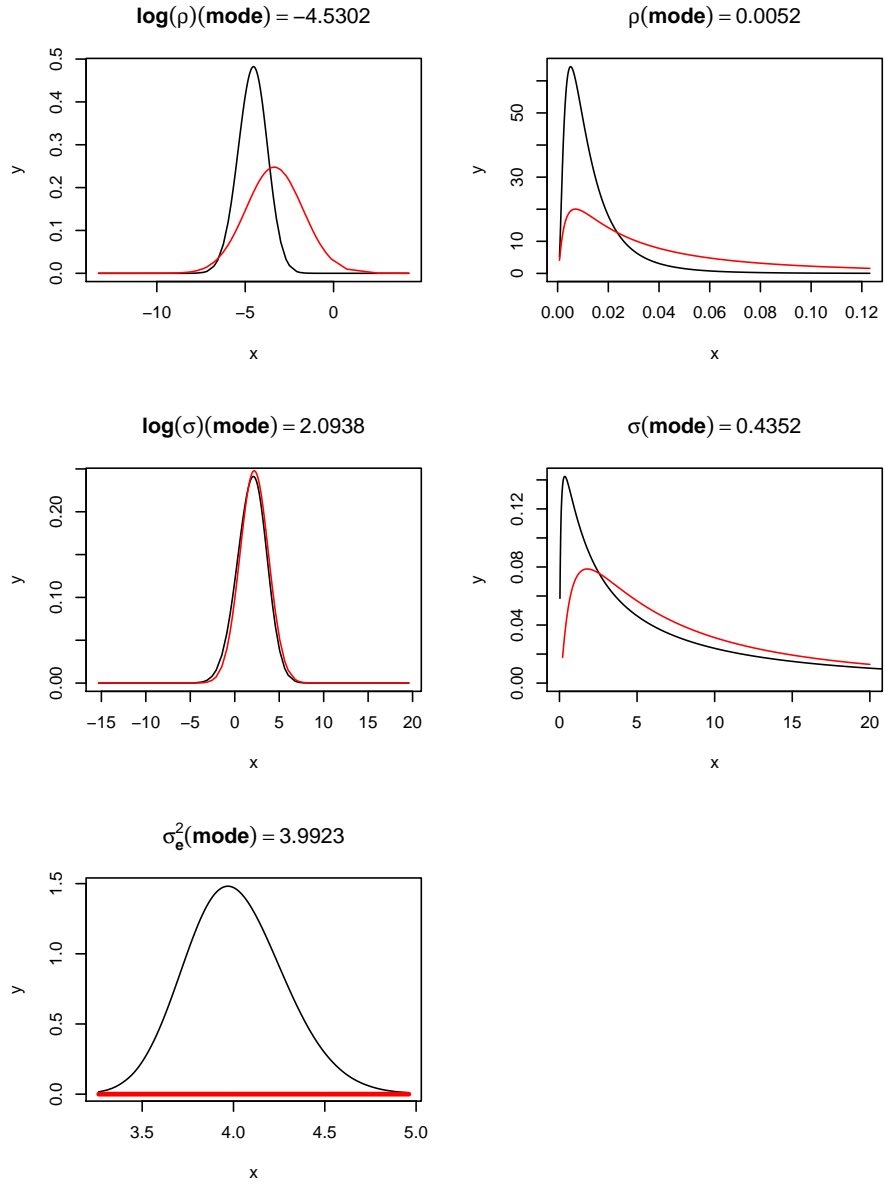 log(ρ)(mode) = −4.5302
y
0.0 0.1 0.2 0.3 0.4 0.5
−10 −5 0
x
ρ(mode) = 0.0052
y
0 10 30 50
0.00 0.02 0.04 0.06 0.08 0.10 0.12
x
log(σ)(mode) = 2.0938
y
0.00 0.10 0.20
−15 −10 −5 0 5 10 15 20
x
σ(mode) = 0.4352
y
0.00 0.04 0.08 0.12
0 5 10 15 20
x
σ²ₑ(mode) = 3.9923
y
0.0 0.5 1.0 1.5
3.5 4.0 4.5 5.0
x